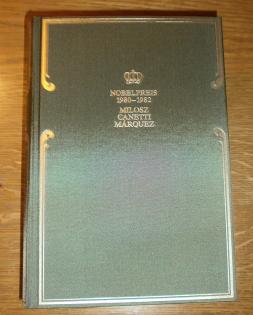 NOBELPREIS
1980–1982
MILOSZ
CANETTI
MÁRQUEZ